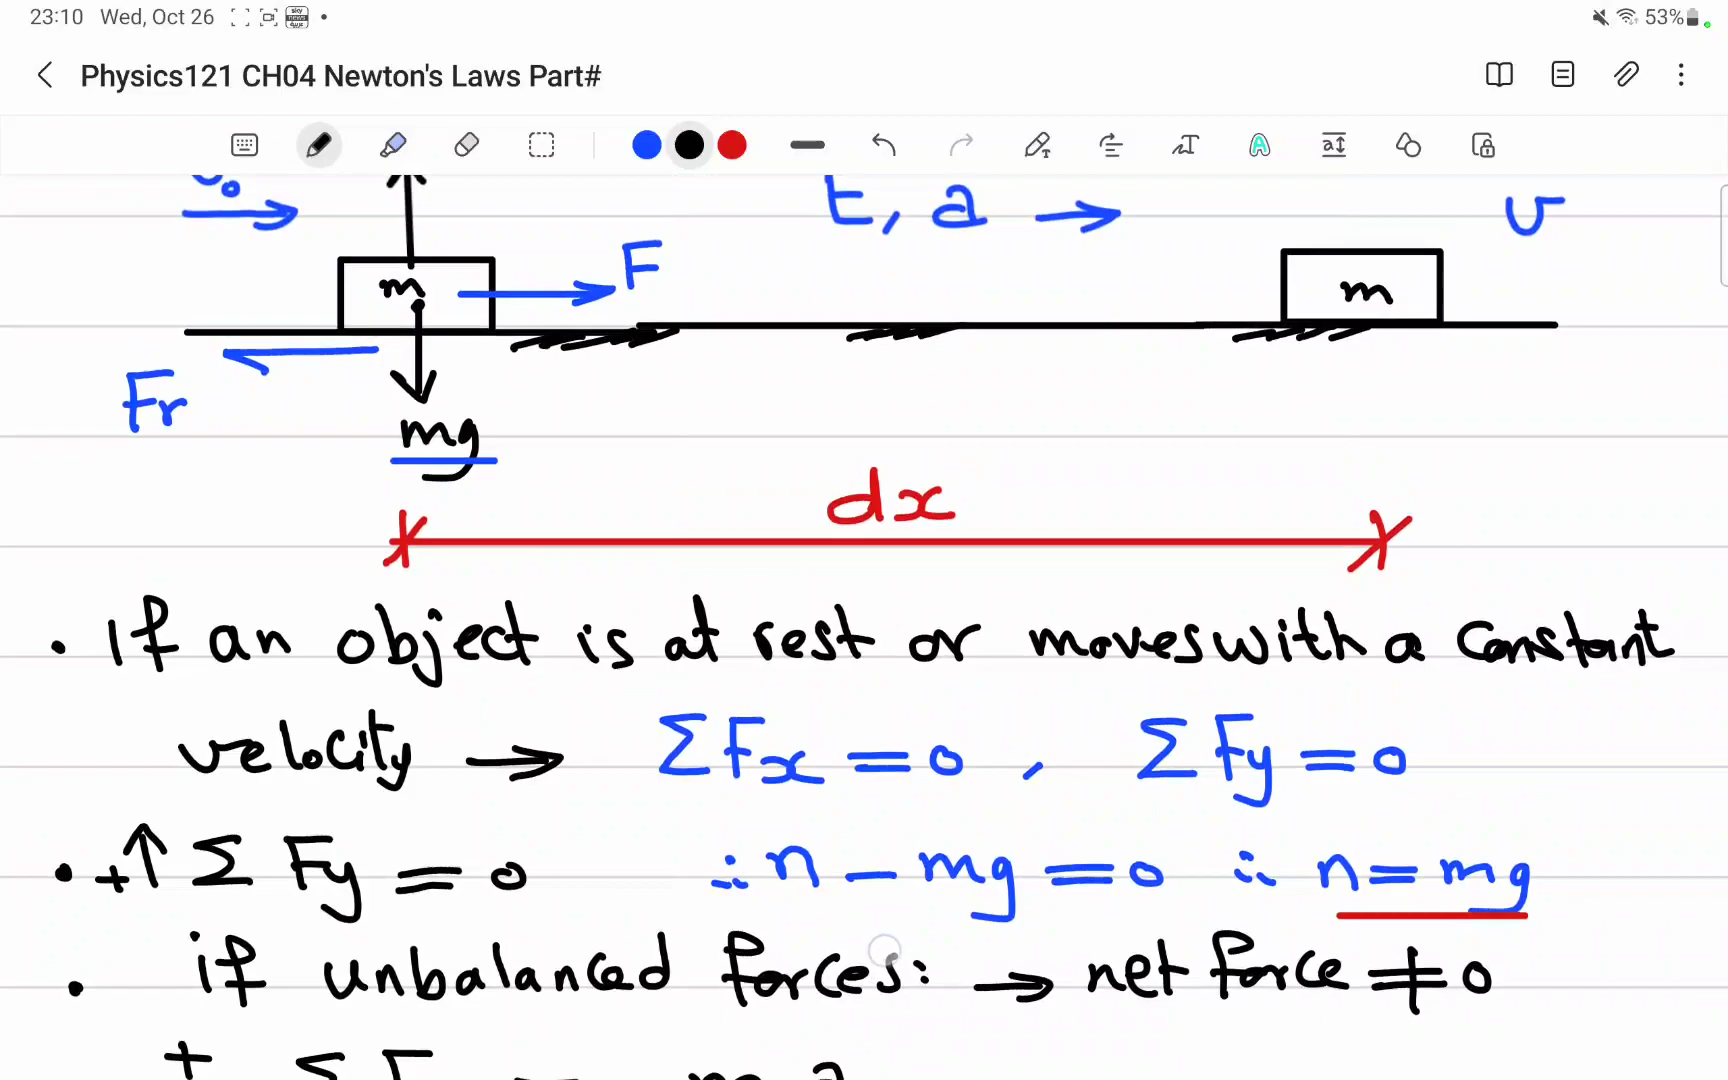 23:10 Wed, Oct 26
53%
Physics121 CH04 Newton's Laws Part#
t, a → v
F
m
m
Fr
mg
dx
• If an object is at rest or moves with a constant
velocity → ΣFx = 0 , ΣFy = 0
• +↑ Σ Fy = 0 ∴ n - mg = 0 ∴ n = mg
• if unbalanced forces: → net force ≠ 0